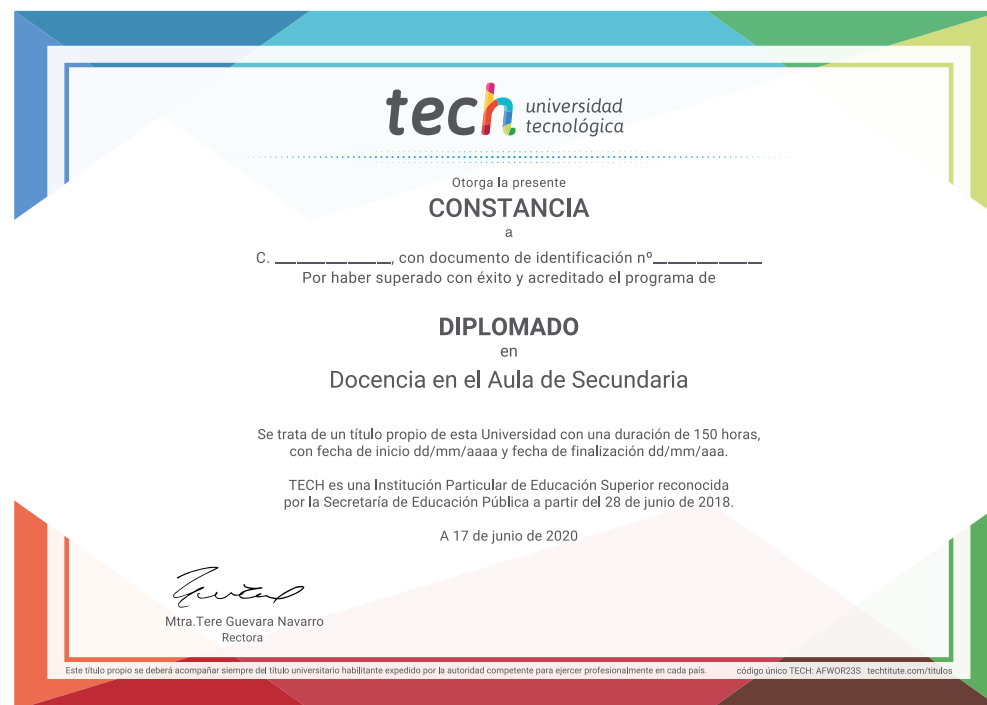 tech universidad
tecnológica
Otorga la presente
CONSTANCIA
a
C. ________________, con documento de identificación nº_______________
Por haber superado con éxito y acreditado el programa de
DIPLOMADO
en
Docencia en el Aula de Secundaria
Se trata de un título propio de esta Universidad con una duración de 150 horas,
con fecha de inicio dd/mm/aaaa y fecha de finalización dd/mm/aaa.
TECH es una Institución Particular de Educación Superior reconocida
por la Secretaría de Educación Pública a partir del 28 de junio de 2018.
A 17 de junio de 2020
Mtra.Tere Guevara Navarro
Rectora
Este título propio se deberá acompañar siempre del título universitario habilitante expedido por la autoridad competente para ejercer profesionalmente en cada país. código único TECH: AFWOR23S techtitute.com/titulos